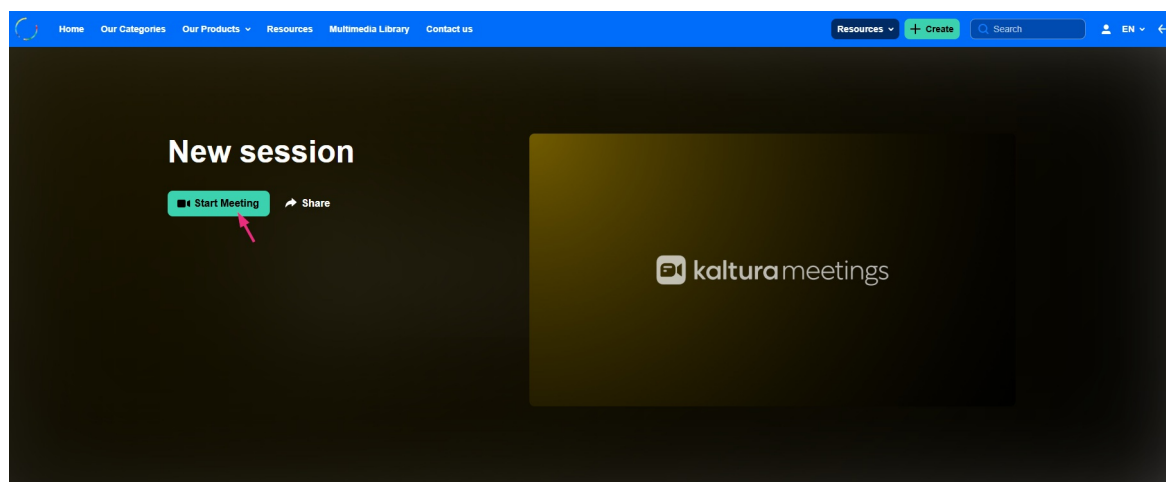 Home Our Categories Our Products Resources Multimedia Library Contact us Resources + Create Search EN
New session
Start Meeting Share
kaltura meetings